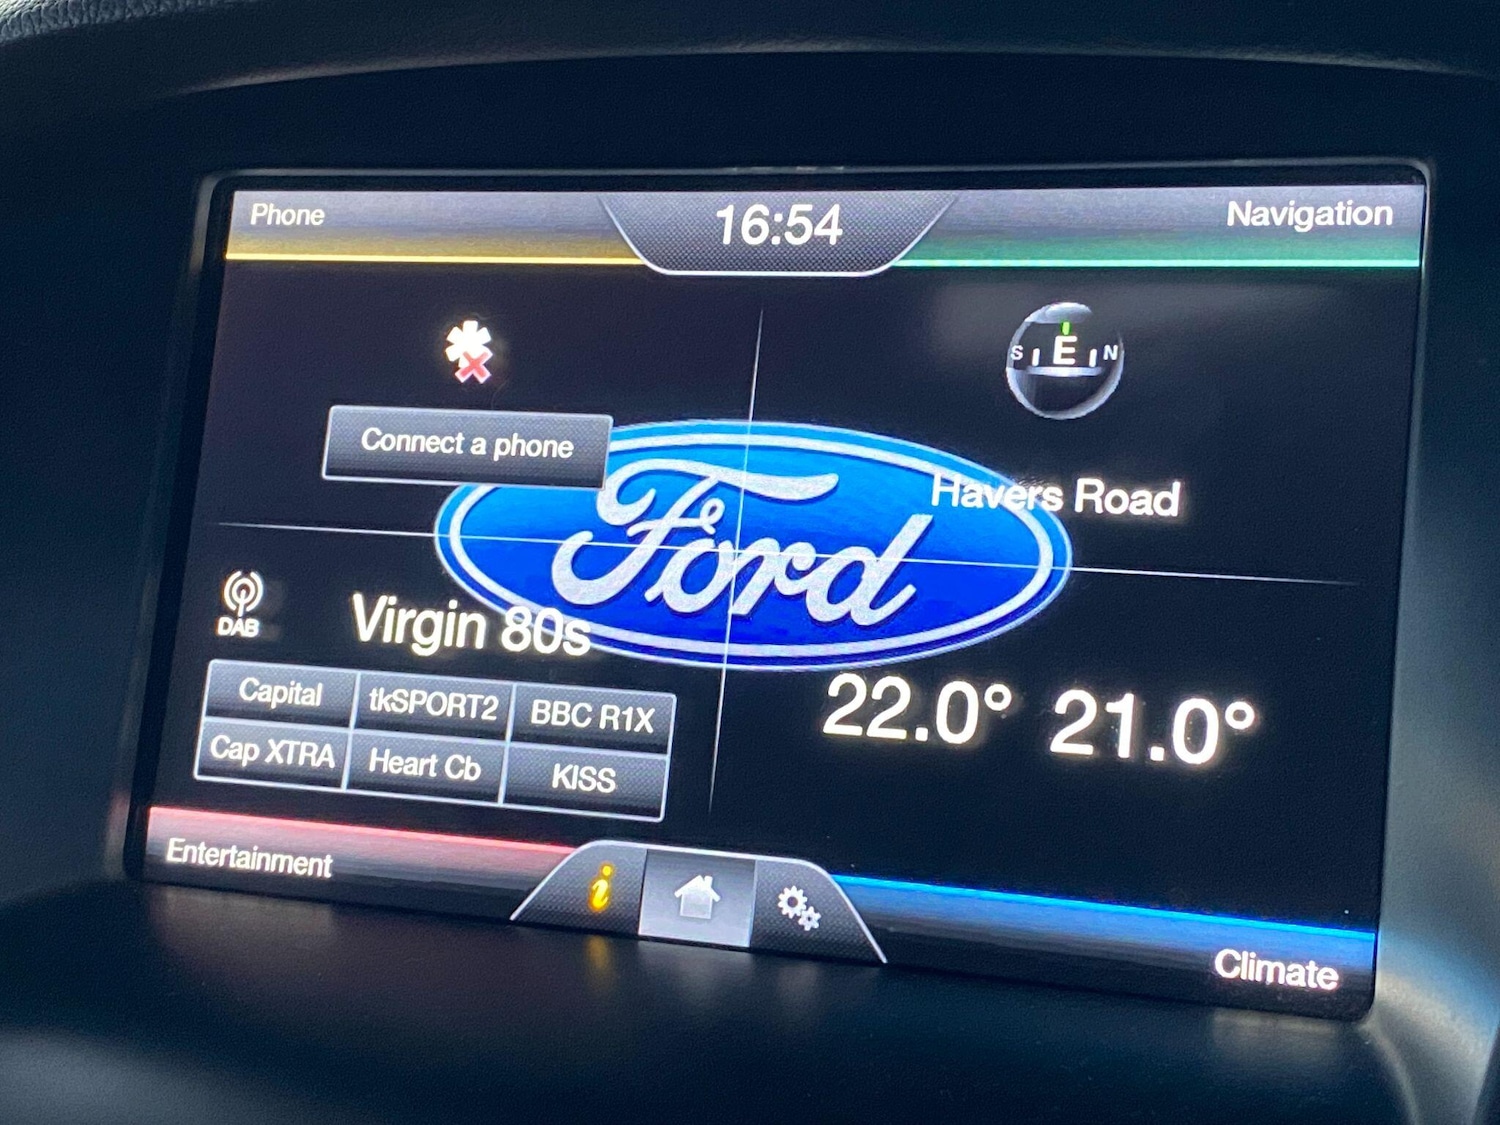 Phone
16:54
Navigation
S E N
Connect a phone
Ford
Havers Road
DAB
Virgin 80s
Capital
tkSPORT2
BBC R1X
Cap XTRA
Heart Cb
KISS
22.0° 21.0°
Entertainment
i
Climate